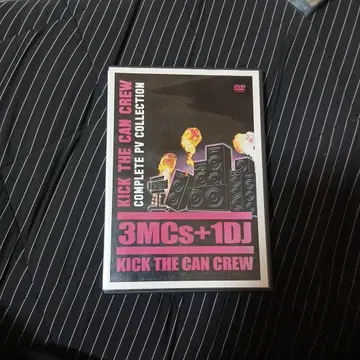 KICK THE CAN CREW
COMPLETE PV COLLECTION
DVD
3MCs+1DJ
KICK THE CAN CREW